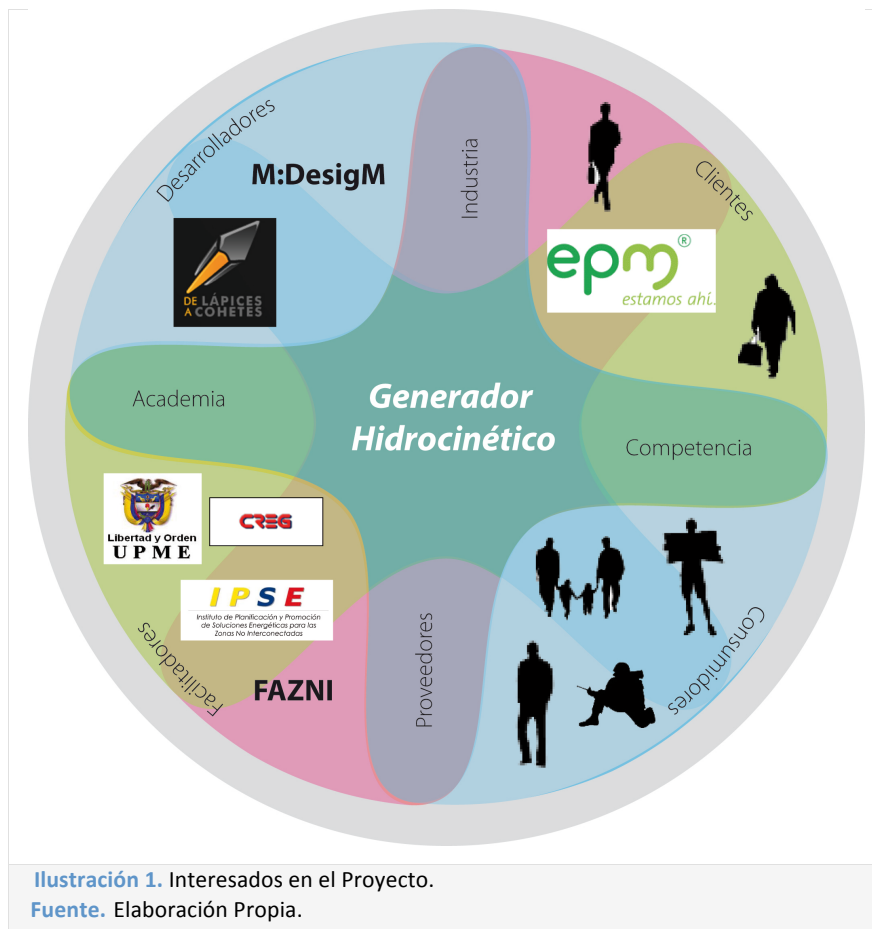 Desarrolladores
M:DesigM
Industria
Clientes
epm®
estamos ahí.
DE LÁPICES
A COHETES
Academia
Generador
Hidrocinético
Competencia
Libertad y Orden
UPME
CREG
IPSE
Instituto de Planificación y Promoción
de Soluciones Energéticas para las
Zonas No Interconectadas
Facilitadores
FAZNI
Proveedores
Consumidores
Ilustración 1. Interesados en el Proyecto.
Fuente. Elaboración Propia.